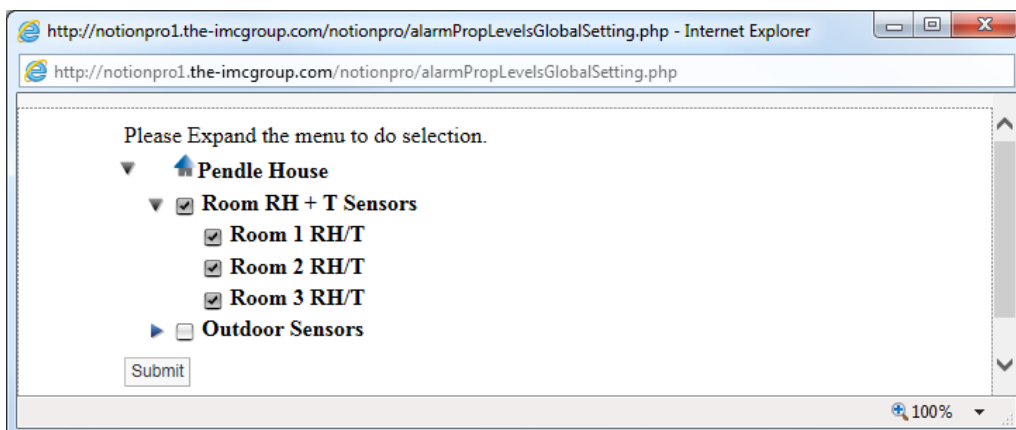 http://notionpro1.the-imcgroup.com/notionpro/alarmPropLevelsGlobalSetting.php - Internet Explorer
http://notionpro1.the-imcgroup.com/notionpro/alarmPropLevelsGlobalSetting.php
Please Expand the menu to do selection.
Pendle House
Room RH + T Sensors
Room 1 RH/T
Room 2 RH/T
Room 3 RH/T
Outdoor Sensors
Submit
100%